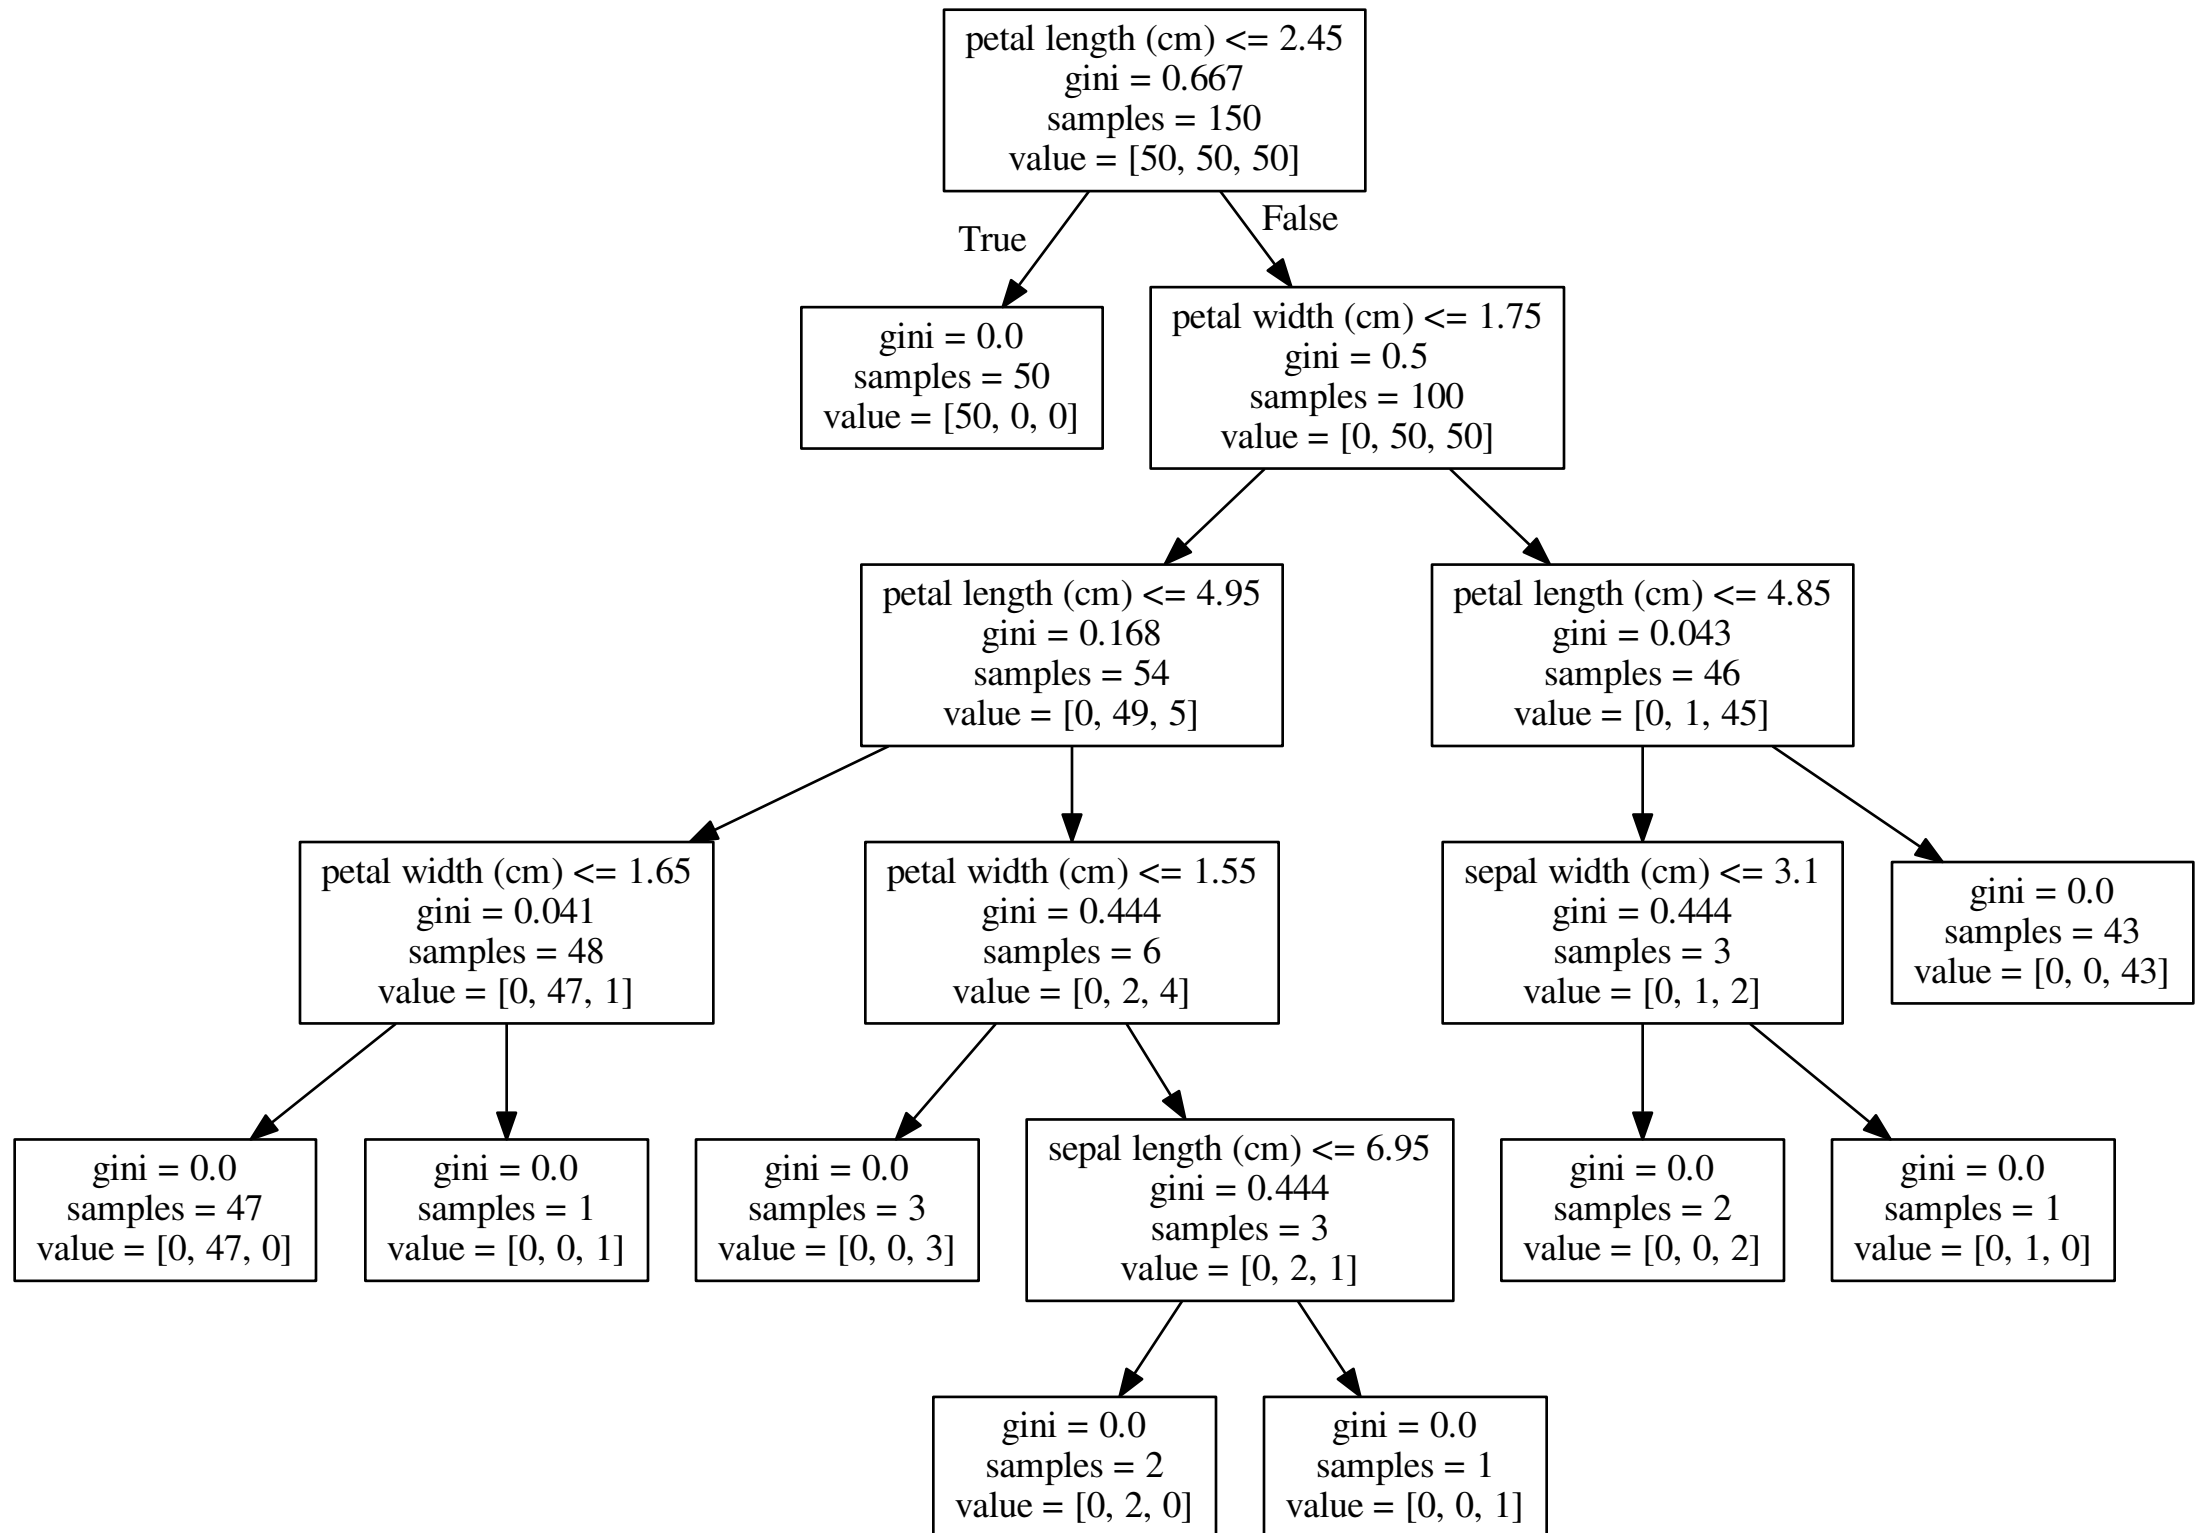 petal length (cm) <= 2.45
gini = 0.667
samples = 150
value = [50, 50, 50]
True
False
gini = 0.0
samples = 50
value = [50, 0, 0]
petal width (cm) <= 1.75
gini = 0.5
samples = 100
value = [0, 50, 50]
petal length (cm) <= 4.95
gini = 0.168
samples = 54
value = [0, 49, 5]
petal length (cm) <= 4.85
gini = 0.043
samples = 46
value = [0, 1, 45]
petal width (cm) <= 1.65
gini = 0.041
samples = 48
value = [0, 47, 1]
petal width (cm) <= 1.55
gini = 0.444
samples = 6
value = [0, 2, 4]
sepal width (cm) <= 3.1
gini = 0.444
samples = 3
value = [0, 1, 2]
gini = 0.0
samples = 43
value = [0, 0, 43]
gini = 0.0
samples = 47
value = [0, 47, 0]
gini = 0.0
samples = 1
value = [0, 0, 1]
gini = 0.0
samples = 3
value = [0, 0, 3]
sepal length (cm) <= 6.95
gini = 0.444
samples = 3
value = [0, 2, 1]
gini = 0.0
samples = 2
value = [0, 0, 2]
gini = 0.0
samples = 1
value = [0, 1, 0]
gini = 0.0
samples = 2
value = [0, 2, 0]
gini = 0.0
samples = 1
value = [0, 0, 1]